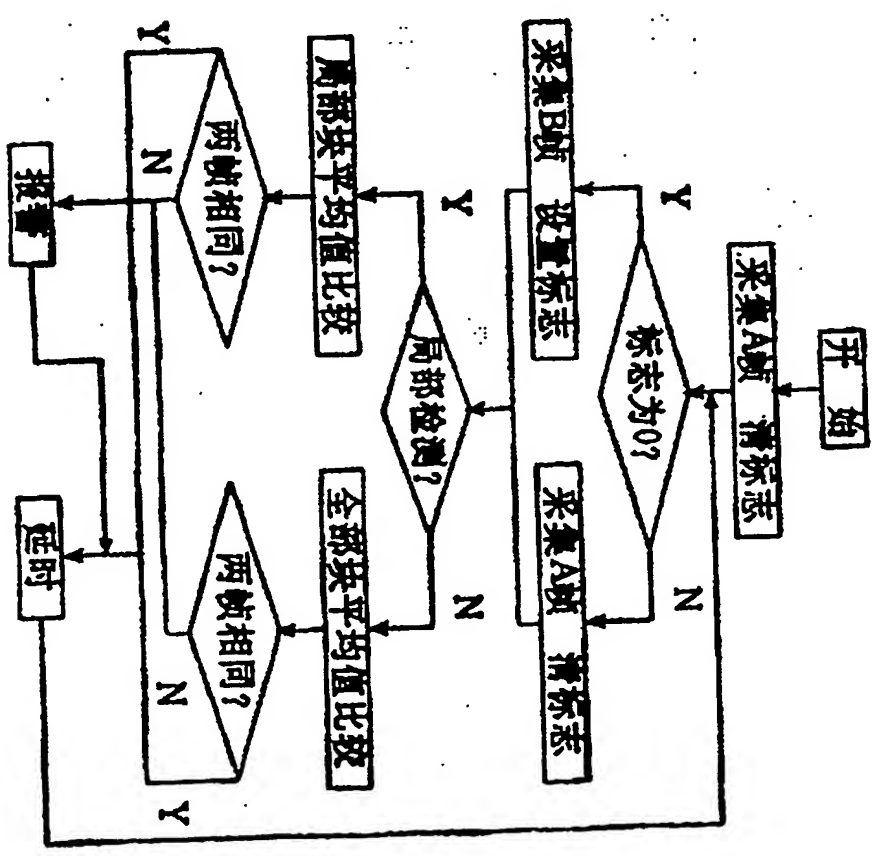 开 始
采集A帧 清标志
标志为0?
Y
N
采集B帧 设置标志
采集A帧 清标志
局部检测?
Y
N
局部块平均值比较
全部块平均值比较
两帧相同?
两帧相同?
Y
N
N
Y
报警
延时